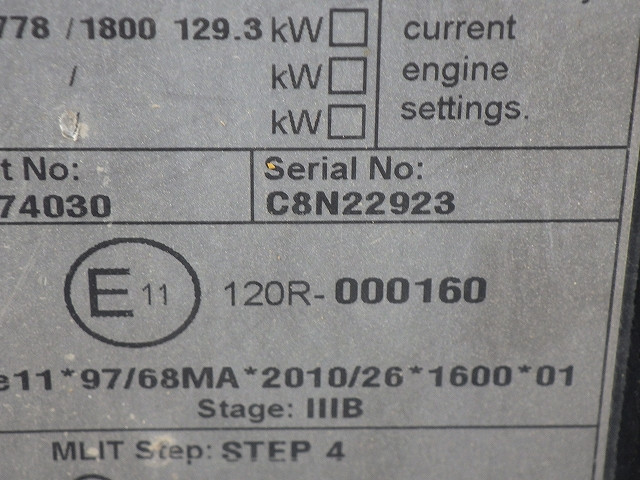 778 / 1800 129.3 kW current
/ kW engine
kW settings.
t No: Serial No:
74030 C8N22923
E 11 120R-000160
e11*97/68MA*2010/26*1600*01
Stage: IIIB
MLIT Step: STEP 4